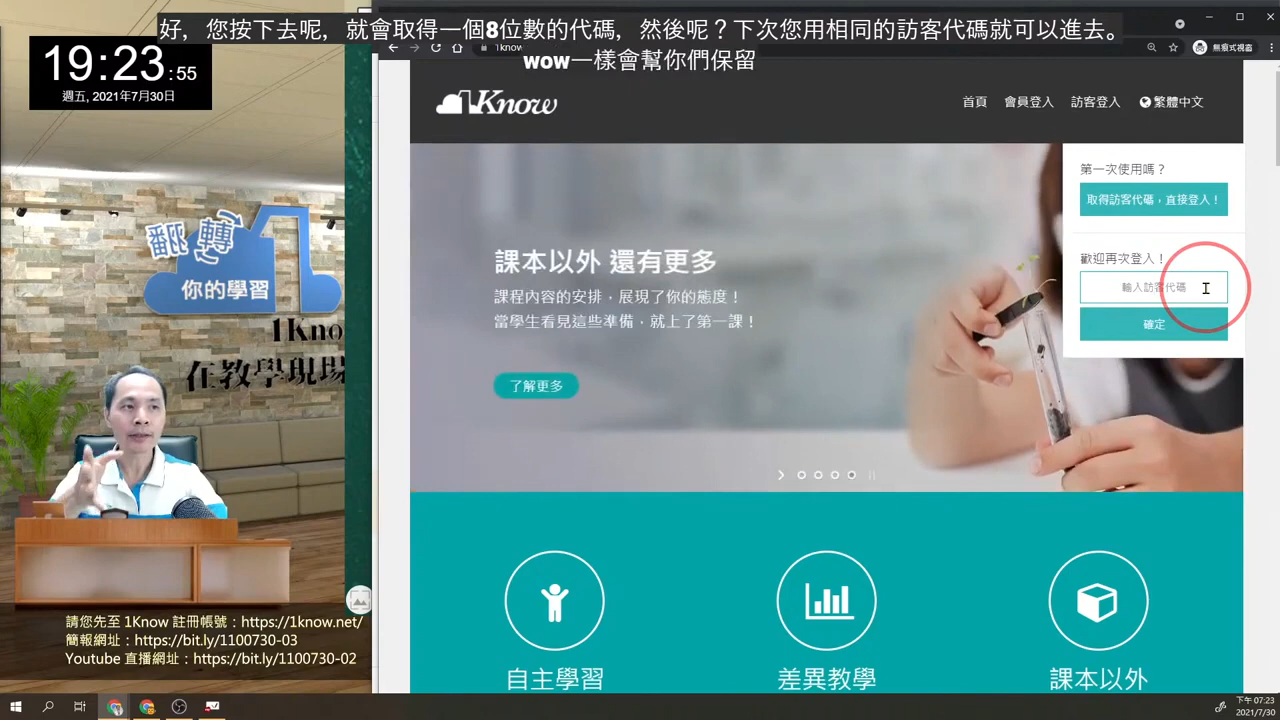 好，您按下去呢，就會取得一個8位數的代碼，然後呢？下次您用相同的訪客代碼就可以進去。
wow一樣會幫你們保留
19:23:55
週五, 2021年7月30日
翻轉
你的學習
1Kno
在教學現場
請您先至 1Know 註冊帳號：https://1know.net/
簡報網址：https://bit.ly/1100730-03
Youtube 直播網址：https://bit.ly/1100730-02
1know
無痕式視窗
1Know
首頁
會員登入
訪客登入
繁體中文
第一次使用嗎？
取得訪客代碼，直接登入！
歡迎再次登入！
輸入訪客代碼
確定
課本以外 還有更多
課程內容的安排，展現了你的態度！
當學生看見這些準備，就上了第一課！
了解更多
自主學習
差異教學
課本以外
下午 07:23
2021/7/30